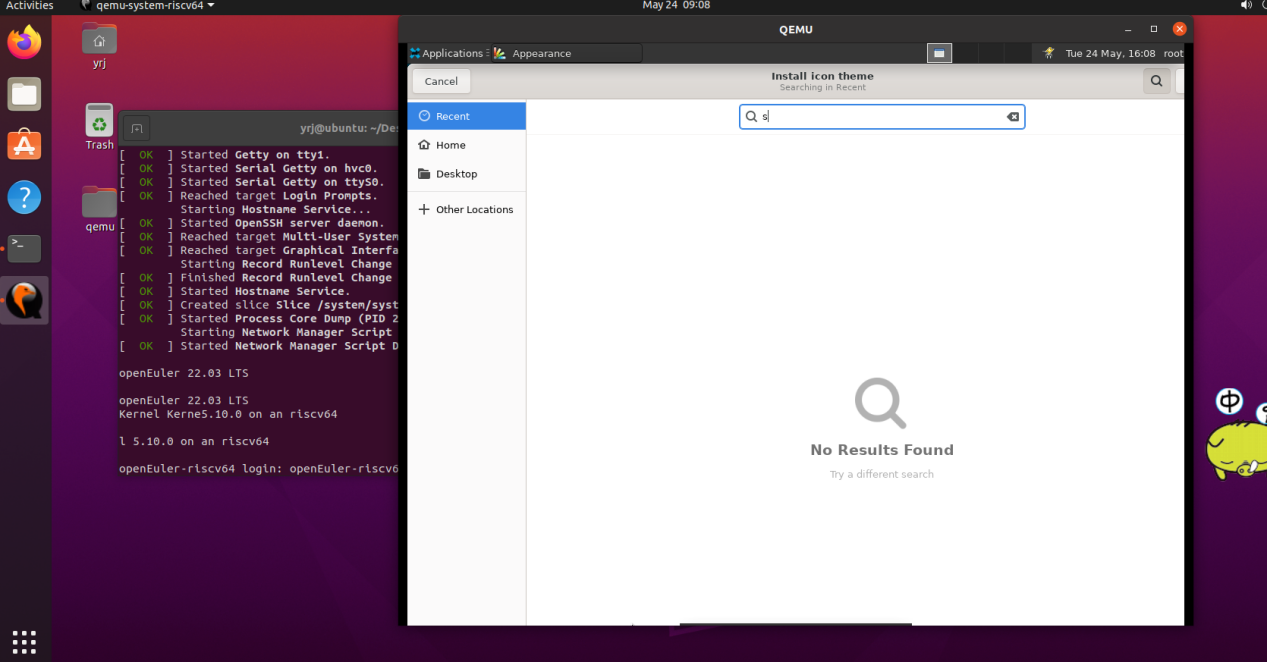 Activities
qemu-system-riscv64
May 24 09:08
yrj
Trash
qemu
yrj@ubuntu: ~/Des
[ OK ] Started Getty on tty1.
[ OK ] Started Serial Getty on hvc0.
[ OK ] Started Serial Getty on ttyS0.
[ OK ] Reached target Login Prompts.
Starting Hostname Service...
[ OK ] Started OpenSSH server daemon.
[ OK ] Reached target Multi-User System
[ OK ] Reached target Graphical Interfa
Starting Record Runlevel Change
[ OK ] Finished Record Runlevel Change
[ OK ] Started Hostname Service.
[ OK ] Created slice Slice /system/syst
[ OK ] Started Process Core Dump (PID 2
Starting Network Manager Script
[ OK ] Started Network Manager Script D
openEuler 22.03 LTS
openEuler 22.03 LTS
Kernel Kerne5.10.0 on an riscv64
l 5.10.0 on an riscv64
openEuler-riscv64 login: openEuler-riscv6
QEMU
Applications
Appearance
Tue 24 May, 16:08
root
Cancel
Install icon theme
Searching in Recent
Recent
Home
Desktop
Other Locations
s
No Results Found
Try a different search
中